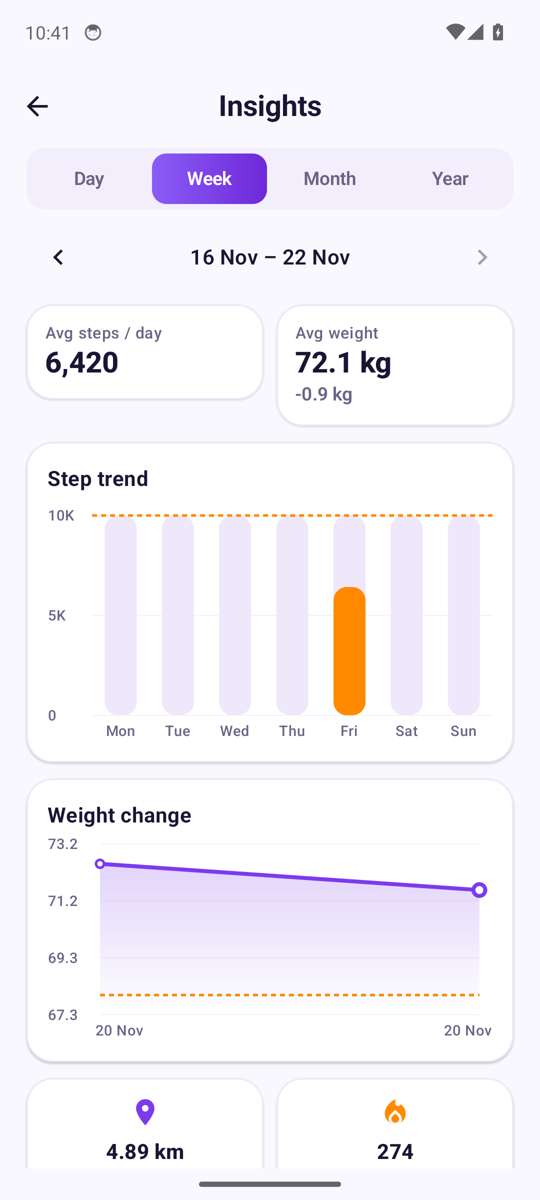 10:41
Insights
Day Week Month Year
16 Nov – 22 Nov
Avg steps / day
6,420
Avg weight
72.1 kg
-0.9 kg
Step trend
10K
5K
0
Mon Tue Wed Thu Fri Sat Sun
Weight change
73.2
71.2
69.3
67.3
20 Nov 20 Nov
4.89 km
274